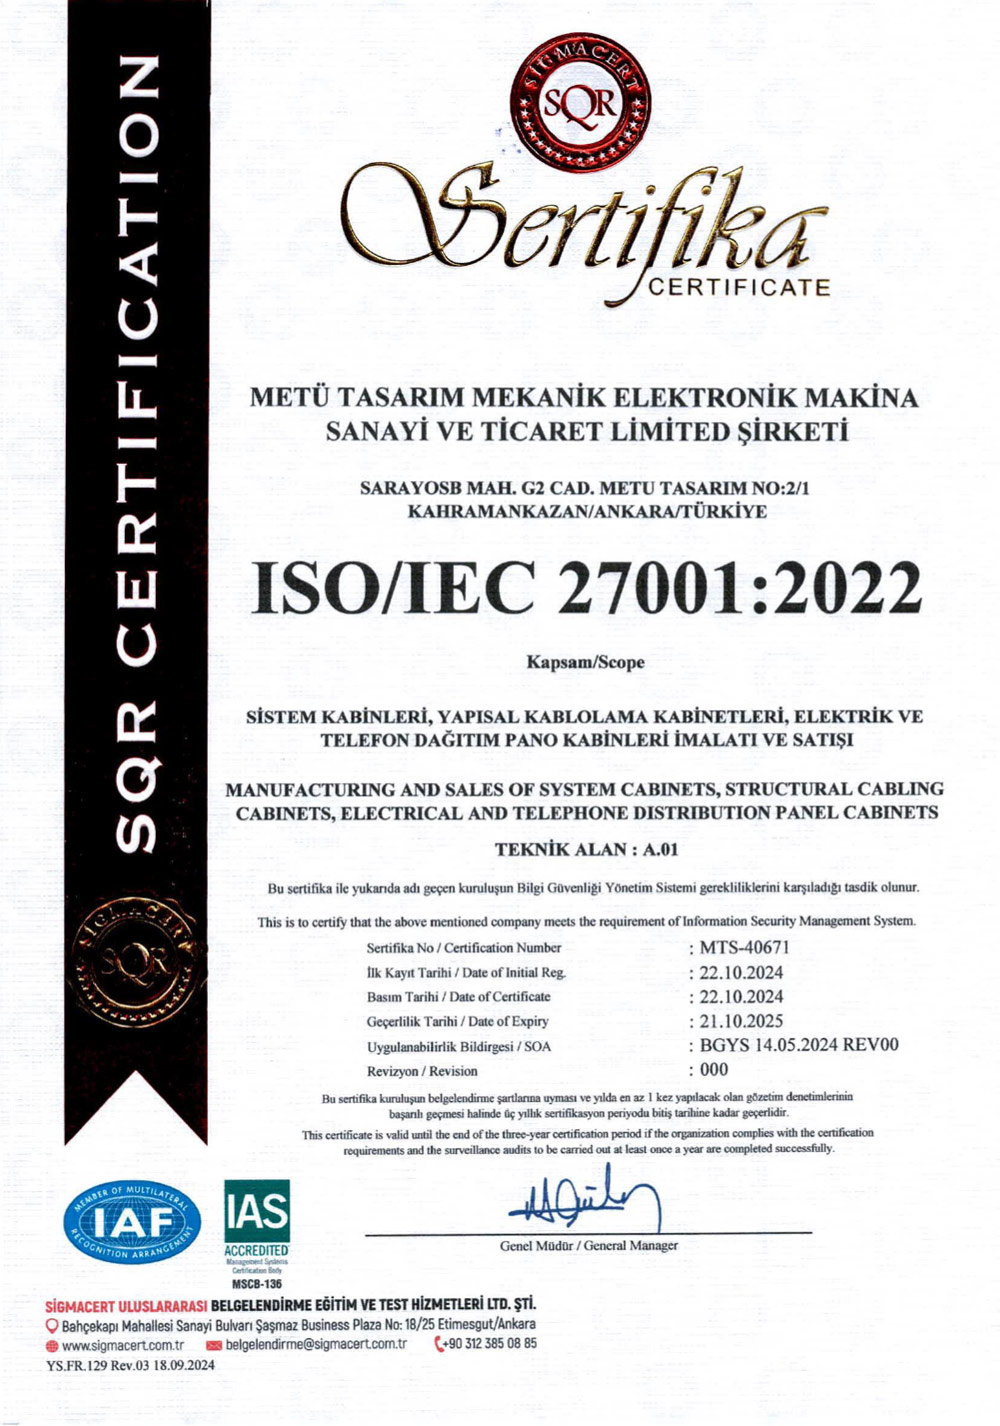 SQR CERTIFICATION
SİGMACERT
SQR
Sertifika
CERTIFICATE
METÜ TASARIM MEKANİK ELEKTRONİK MAKİNA
SANAYİ VE TİCARET LİMİTED ŞİRKETİ
SARAYOSB MAH. G2 CAD. METU TASARIM NO:2/1
KAHRAMANKAZAN/ANKARA/TÜRKİYE
ISO/IEC 27001:2022
Kapsam/Scope
SİSTEM KABİNLERİ, YAPISAL KABLOLAMA KABİNETLERİ, ELEKTRİK VE
TELEFON DAĞITIM PANO KABİNLERİ İMALATI VE SATIŞI
MANUFACTURING AND SALES OF SYSTEM CABINETS, STRUCTURAL CABLING
CABINETS, ELECTRICAL AND TELEPHONE DISTRIBUTION PANEL CABINETS
TEKNİK ALAN : A.01
Bu sertifika ile yukarıda adı geçen kuruluşun Bilgi Güvenliği Yönetim Sistemi gerekliliklerini karşıladığı tasdik olunur.
This is to certify that the above mentioned company meets the requirement of Information Security Management System.
Sertifika No / Certification Number : MTS-40671
İlk Kayıt Tarihi / Date of Initial Reg. : 22.10.2024
Basım Tarihi / Date of Certificate : 22.10.2024
Geçerlilik Tarihi / Date of Expiry : 21.10.2025
Uygulanabilirlik Bildirgesi / SOA : BGYS 14.05.2024 REV00
Revizyon / Revision : 000
Bu sertifika kuruluşun belgelendirme şartlarına uyması ve yılda en az 1 kez yapılacak olan gözetim denetimlerinin
başarılı geçmesi halinde üç yıllık sertifikasyon periyodu bitiş tarihine kadar geçerlidir.
This certificate is valid until the end of the three-year certification period if the organization complies with the certification
requirements and the surveillance audits to be carried out at least once a year are completed successfully.
Genel Müdür / General Manager
SİGMACERT
SQR
MEMBER OF MULTILATERAL
IAF
RECOGNITION ARRANGEMENT
IAS
ACCREDITED
Management Systems
Certification Body
MSCB-136
SİGMACERT ULUSLARARASI BELGELENDİRME EĞİTİM VE TEST HİZMETLERİ LTD. ŞTİ.
Bahçekapı Mahallesi Sanayi Bulvarı Şaşmaz Business Plaza No: 18/25 Etimesgut/Ankara
www.sigmacert.com.tr belgelendirme@sigmacert.com.tr +90 312 385 08 85
YS.FR.129 Rev.03 18.09.2024